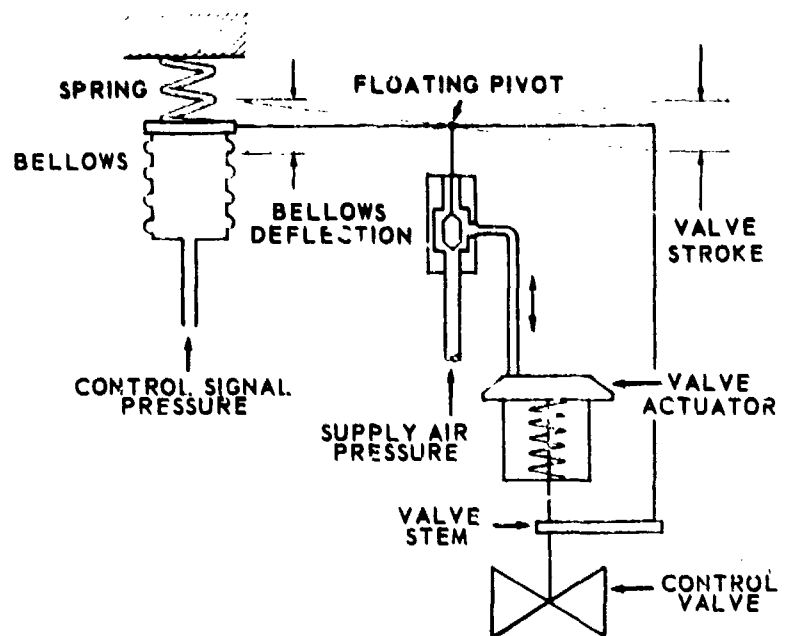 SPRING
FLOATING PIVOT
BELLOWS
BELLOWS
DEFLECTION
VALVE
STROKE
CONTROL SIGNAL
PRESSURE
SUPPLY AIR
PRESSURE
VALVE
ACTUATOR
VALVE
STEM
CONTROL
VALVE